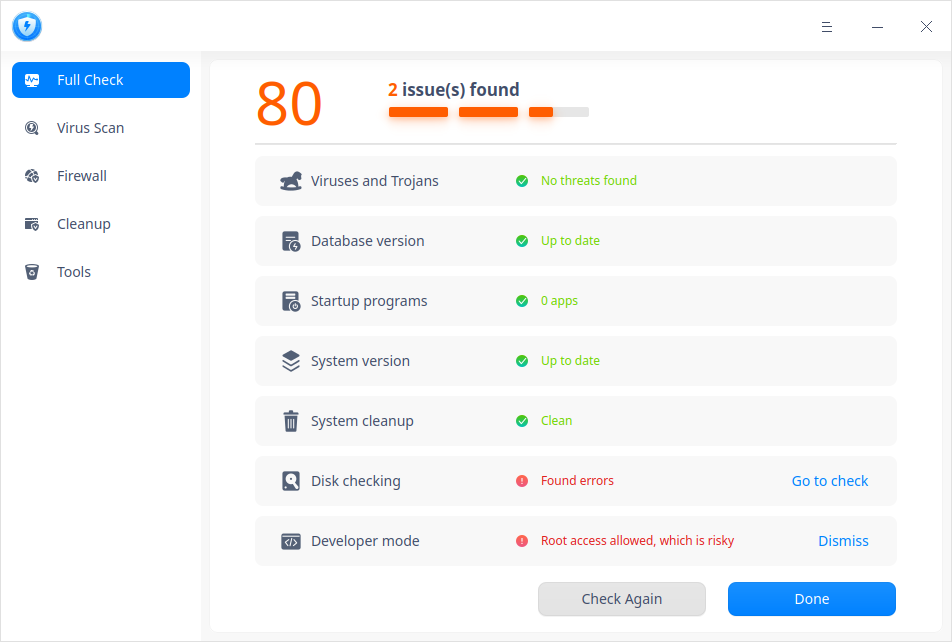 Full Check
Virus Scan
Firewall
Cleanup
Tools
80
2 issue(s) found
Viruses and Trojans No threats found
Database version Up to date
Startup programs 0 apps
System version Up to date
System cleanup Clean
Disk checking Found errors Go to check
Developer mode Root access allowed, which is risky Dismiss
Check Again Done